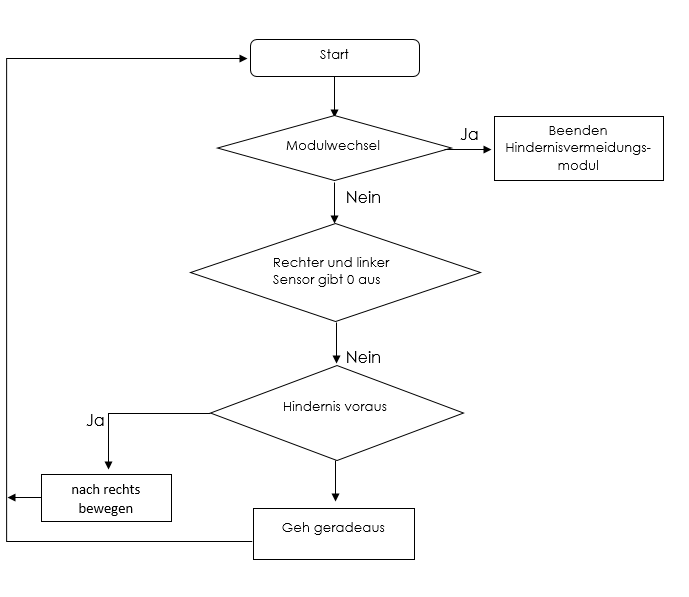 Start
Modulwechsel
Ja
Beenden
Hindernisvermeidungs-
modul
Nein
Rechter und linker
Sensor gibt 0 aus
Nein
Hindernis voraus
Ja
nach rechts
bewegen
Geh geradeaus